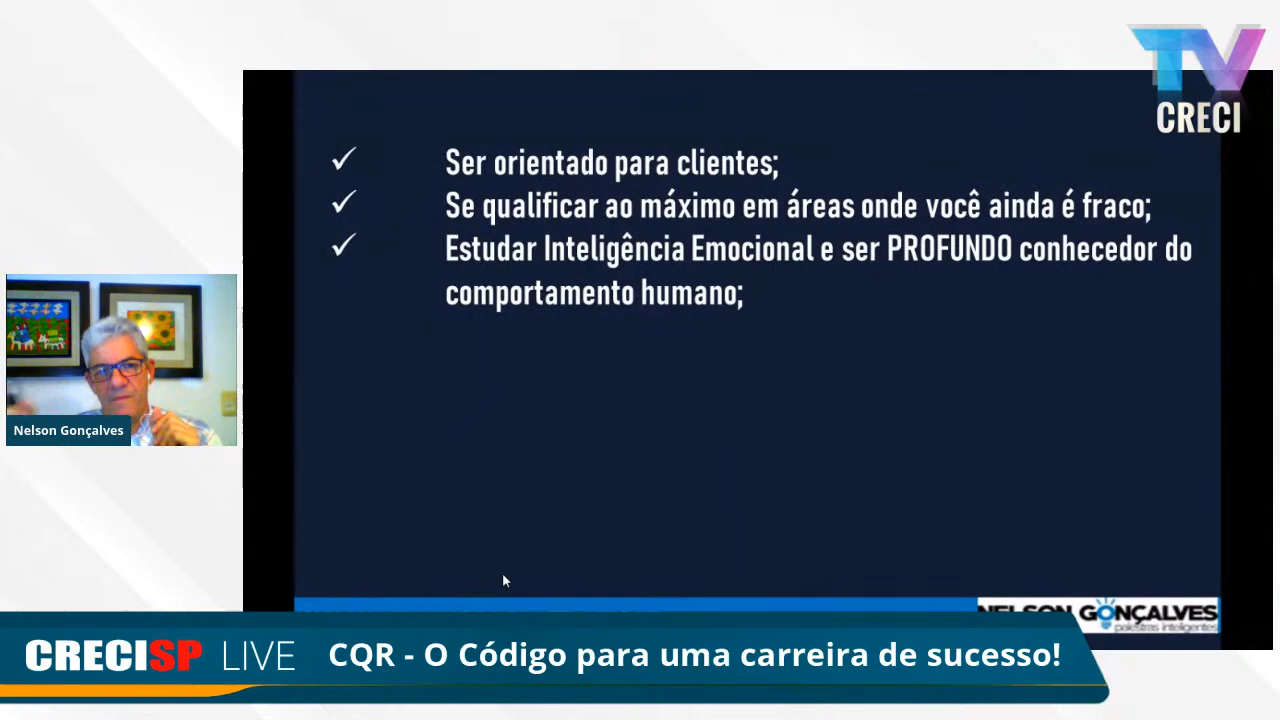 TV
CRECI
Ser orientado para clientes;
Se qualificar ao máximo em áreas onde você ainda é fraco;
Estudar Inteligência Emocional e ser PROFUNDO conhecedor do
comportamento humano;
Nelson Gonçalves
NELSON GONÇALVES
palestras inteligentes
CRECISP LIVE CQR - O Código para uma carreira de sucesso!